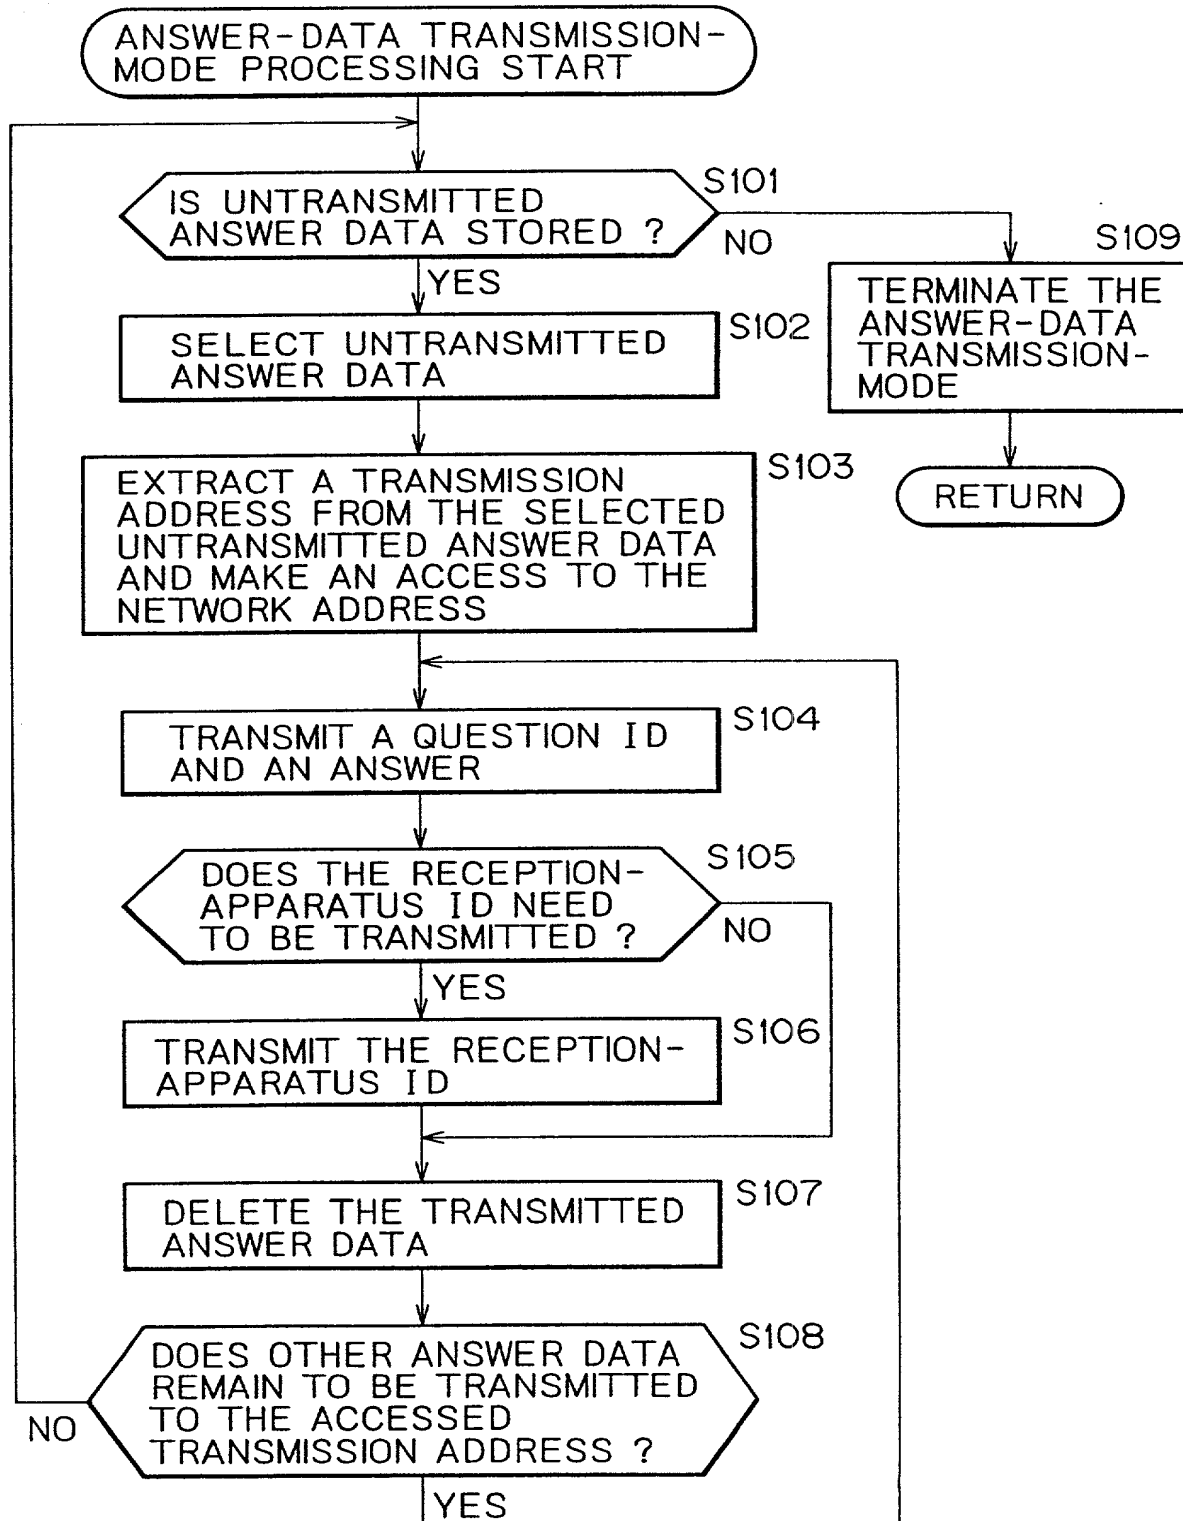 ANSWER-DATA TRANSMISSION-
MODE PROCESSING START
S101
IS UNTRANSMITTED
ANSWER DATA STORED ?
NO
YES
S109
TERMINATE THE
ANSWER-DATA
TRANSMISSION-
MODE
RETURN
S102
SELECT UNTRANSMITTED
ANSWER DATA
S103
EXTRACT A TRANSMISSION
ADDRESS FROM THE SELECTED
UNTRANSMITTED ANSWER DATA
AND MAKE AN ACCESS TO THE
NETWORK ADDRESS
S104
TRANSMIT A QUESTION ID
AND AN ANSWER
S105
DOES THE RECEPTION-
APPARATUS ID NEED
TO BE TRANSMITTED ?
NO
YES
S106
TRANSMIT THE RECEPTION-
APPARATUS ID
S107
DELETE THE TRANSMITTED
ANSWER DATA
S108
DOES OTHER ANSWER DATA
REMAIN TO BE TRANSMITTED
TO THE ACCESSED
TRANSMISSION ADDRESS ?
NO
YES